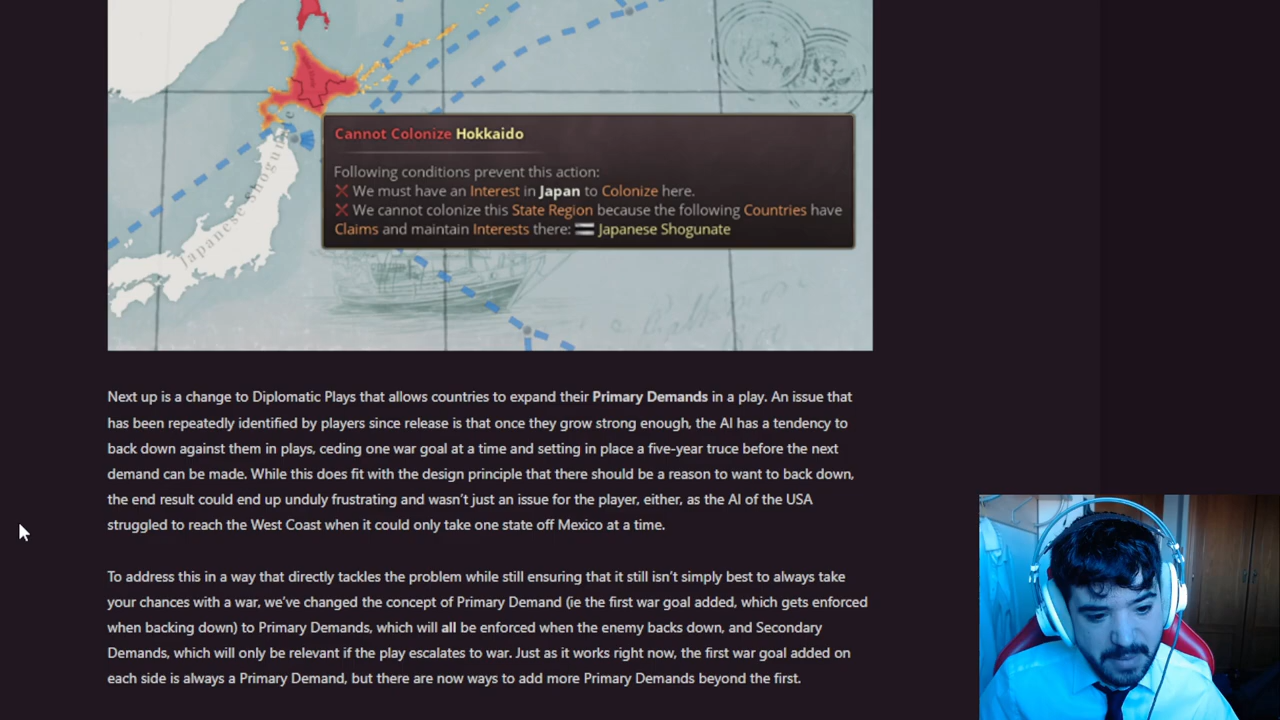 Cannot Colonize Hokkaido
Following conditions prevent this action:
We must have an Interest in Japan to Colonize here.
We cannot colonize this State Region because the following Countries have
Claims and maintain Interests there: Japanese Shogunate
Japanese Shogun
Next up is a change to Diplomatic Plays that allows countries to expand their Primary Demands in a play. An issue that
has been repeatedly identified by players since release is that once they grow strong enough, the AI has a tendency to
back down against them in plays, ceding one war goal at a time and setting in place a five-year truce before the next
demand can be made. While this does fit with the design principle that there should be a reason to want to back down,
the end result could end up unduly frustrating and wasn't just an issue for the player, either, as the AI of the USA
struggled to reach the West Coast when it could only take one state off Mexico at a time.
To address this in a way that directly tackles the problem while still ensuring that it still isn't simply best to always take
your chances with a war, we've changed the concept of Primary Demand (ie the first war goal added, which gets enforced
when backing down) to Primary Demands, which will all be enforced when the enemy backs down, and Secondary
Demands, which will only be relevant if the play escalates to war. Just as it works right now, the first war goal added on
each side is always a Primary Demand, but there are now ways to add more Primary Demands beyond the first.